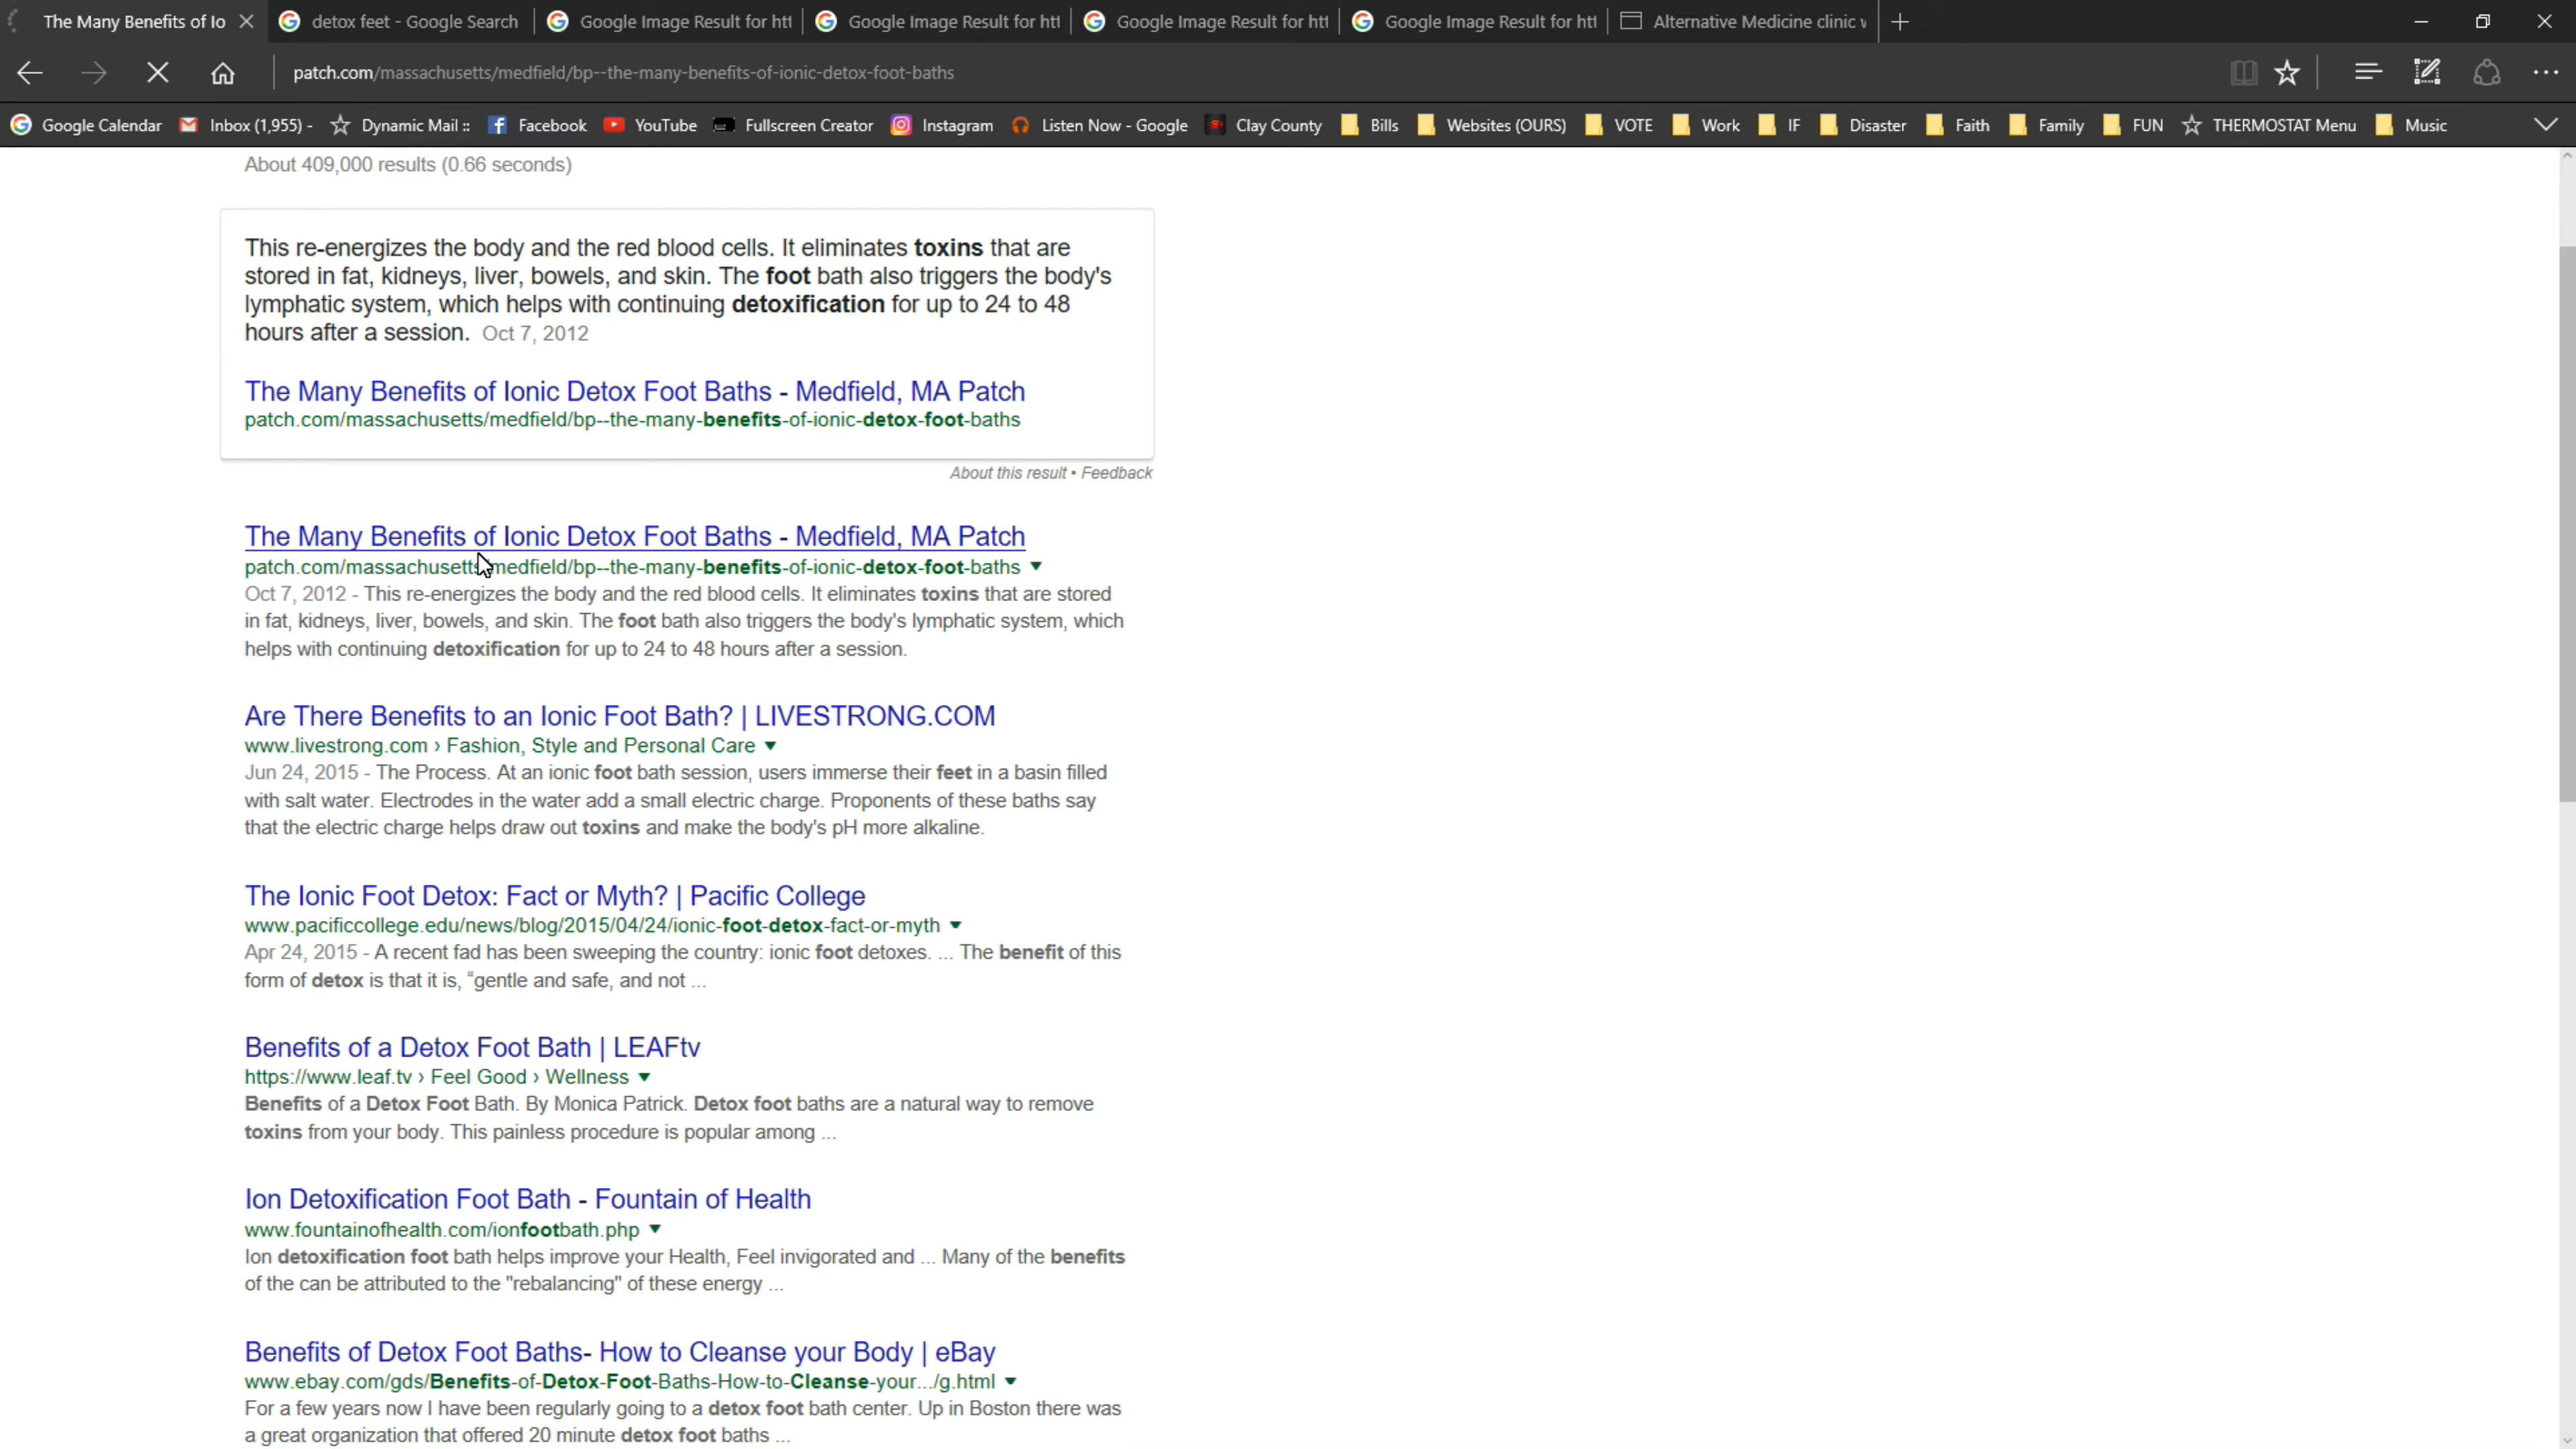 The Many Benefits of Io
detox feet - Google Search
Google Image Result for htt
Google Image Result for htt
Google Image Result for htt
Google Image Result for htt
Alternative Medicine clinic v
patch.com/massachusetts/medfield/bp--the-many-benefits-of-ionic-detox-foot-baths
Google Calendar
Inbox (1,955) -
Dynamic Mail ::
Facebook
YouTube
Fullscreen Creator
Instagram
Listen Now - Google
Clay County
Bills
Websites (OURS)
VOTE
Work
IF
Disaster
Faith
Family
FUN
THERMOSTAT Menu
Music
About 409,000 results (0.66 seconds)
This re-energizes the body and the red blood cells. It eliminates toxins that are
stored in fat, kidneys, liver, bowels, and skin. The foot bath also triggers the body's
lymphatic system, which helps with continuing detoxification for up to 24 to 48
hours after a session. Oct 7, 2012
The Many Benefits of Ionic Detox Foot Baths - Medfield, MA Patch
patch.com/massachusetts/medfield/bp--the-many-benefits-of-ionic-detox-foot-baths
About this result • Feedback
The Many Benefits of Ionic Detox Foot Baths - Medfield, MA Patch
patch.com/massachusetts/medfield/bp--the-many-benefits-of-ionic-detox-foot-baths
Oct 7, 2012 - This re-energizes the body and the red blood cells. It eliminates toxins that are stored
in fat, kidneys, liver, bowels, and skin. The foot bath also triggers the body's lymphatic system, which
helps with continuing detoxification for up to 24 to 48 hours after a session.
Are There Benefits to an Ionic Foot Bath? | LIVESTRONG.COM
www.livestrong.com › Fashion, Style and Personal Care
Jun 24, 2015 - The Process. At an ionic foot bath session, users immerse their feet in a basin filled
with salt water. Electrodes in the water add a small electric charge. Proponents of these baths say
that the electric charge helps draw out toxins and make the body's pH more alkaline.
The Ionic Foot Detox: Fact or Myth? | Pacific College
www.pacificcollege.edu/news/blog/2015/04/24/ionic-foot-detox-fact-or-myth
Apr 24, 2015 - A recent fad has been sweeping the country: ionic foot detoxes. ... The benefit of this
form of detox is that it is, “gentle and safe, and not ...
Benefits of a Detox Foot Bath | LEAFtv
https://www.leaf.tv › Feel Good › Wellness
Benefits of a Detox Foot Bath. By Monica Patrick. Detox foot baths are a natural way to remove
toxins from your body. This painless procedure is popular among ...
Ion Detoxification Foot Bath - Fountain of Health
www.fountainofhealth.com/ionfootbath.php
Ion detoxification foot bath helps improve your Health, Feel invigorated and ... Many of the benefits
of the can be attributed to the "rebalancing" of these energy ...
Benefits of Detox Foot Baths- How to Cleanse your Body | eBay
www.ebay.com/gds/Benefits-of-Detox-Foot-Baths-How-to-Cleanse-your.../g.html
For a few years now I have been regularly going to a detox foot bath center. Up in Boston there was
a great organization that offered 20 minute detox foot baths ...